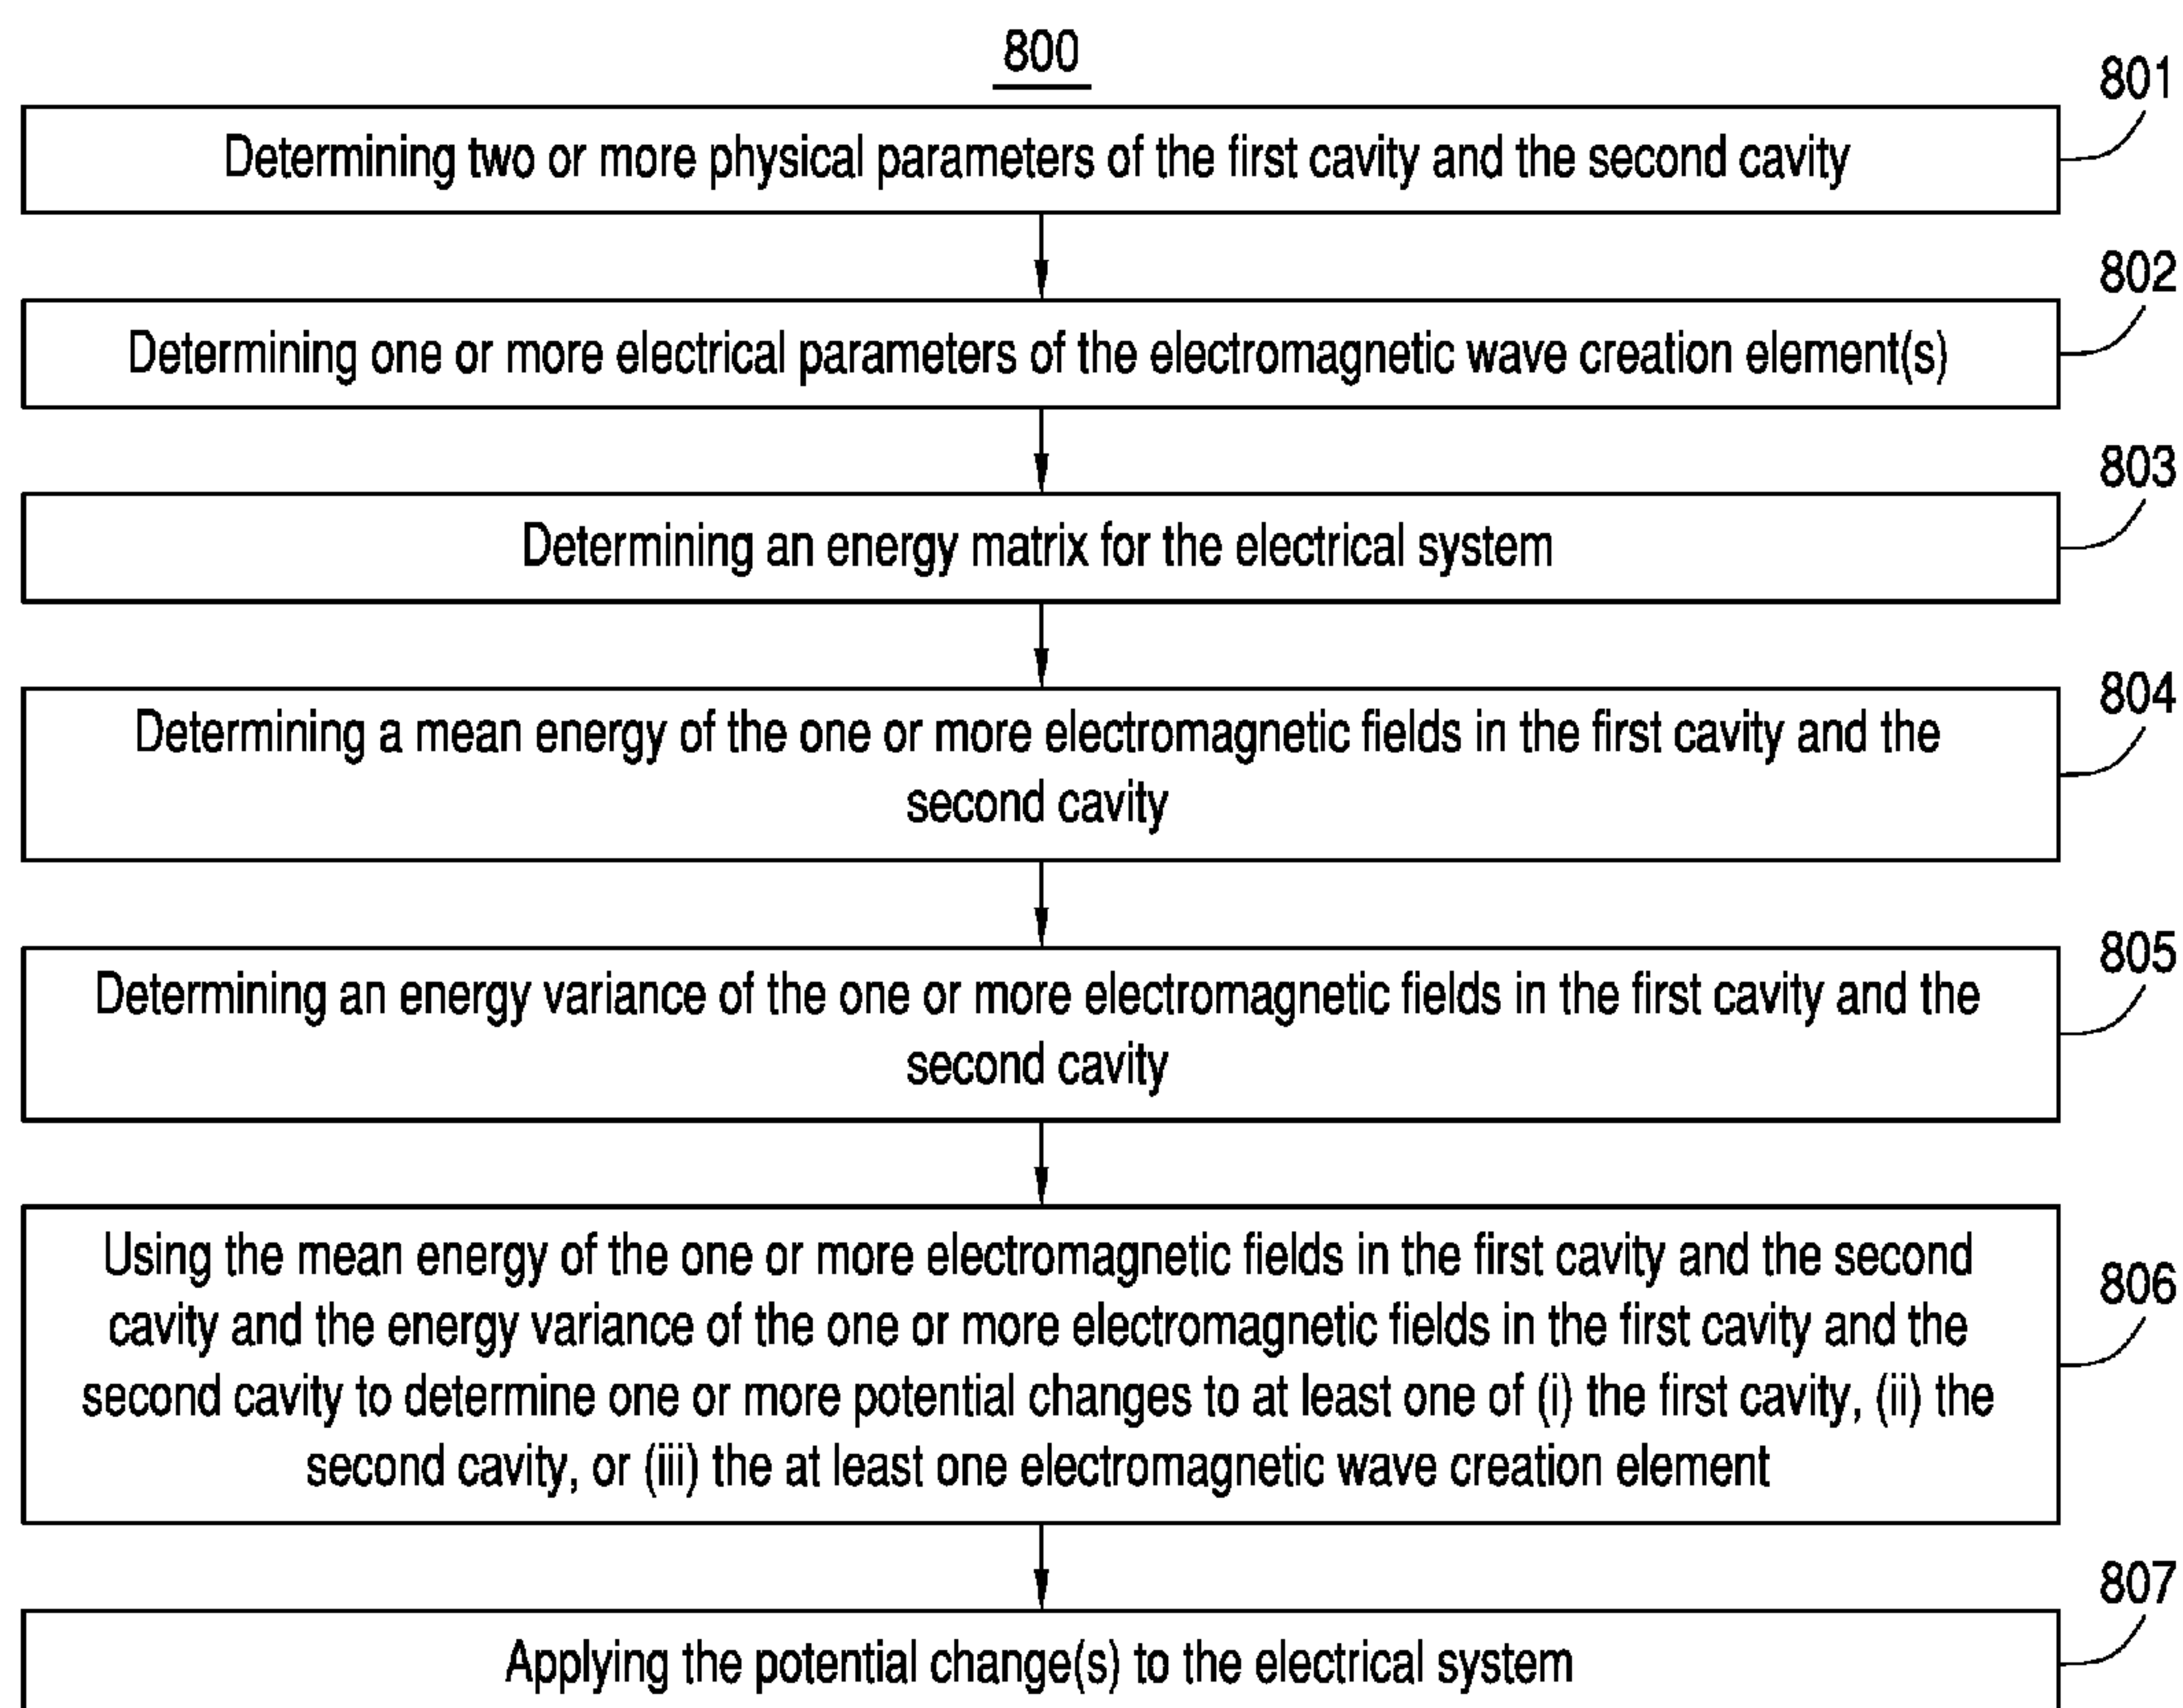 800
801
Determining two or more physical parameters of the first cavity and the second cavity
802
Determining one or more electrical parameters of the electromagnetic wave creation element(s)
803
Determining an energy matrix for the electrical system
804
Determining a mean energy of the one or more electromagnetic fields in the first cavity and the
second cavity
805
Determining an energy variance of the one or more electromagnetic fields in the first cavity and the
second cavity
806
Using the mean energy of the one or more electromagnetic fields in the first cavity and the second
cavity and the energy variance of the one or more electromagnetic fields in the first cavity and the
second cavity to determine one or more potential changes to at least one of (i) the first cavity, (ii) the
second cavity, or (iii) the at least one electromagnetic wave creation element
807
Applying the potential change(s) to the electrical system